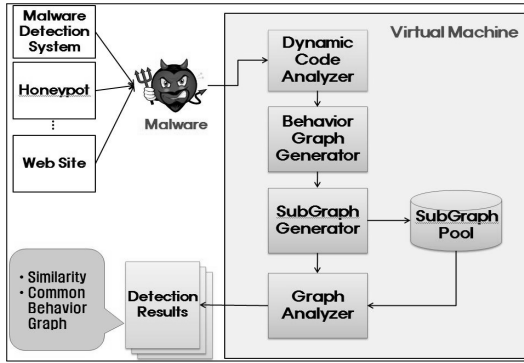 Malware
Detection
System
Honeypot
⋮
Web Site
Malware
Virtual Machine
Dynamic
Code
Analyzer
Behavior
Graph
Generator
SubGraph
Generator
SubGraph
Pool
Graph
Analyzer
Detection
Results
• Similarity
• Common
Behavior
Graph